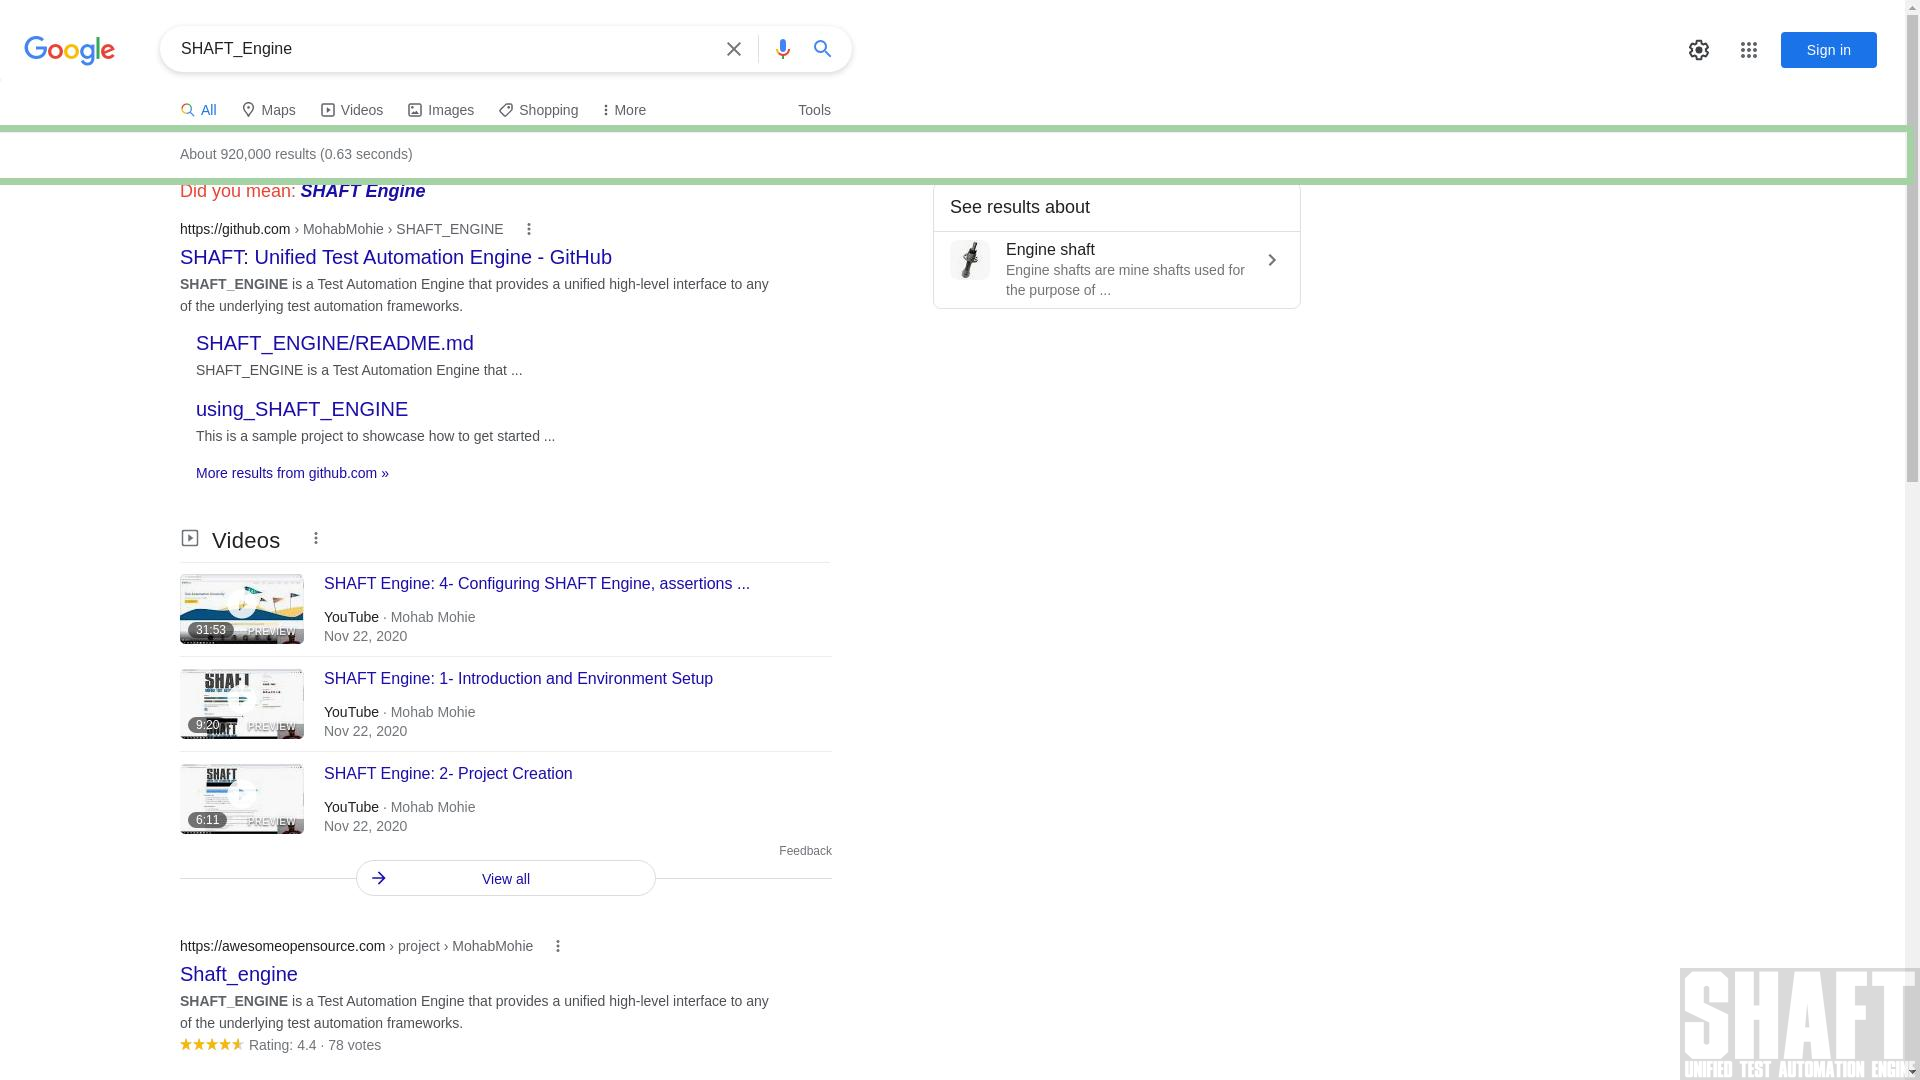 Google
SHAFT_Engine
Sign in
All
Maps
Videos
Images
Shopping
More
Tools
About 920,000 results (0.63 seconds)
Did you mean: SHAFT Engine
https://github.com › MohabMohie › SHAFT_ENGINE
SHAFT: Unified Test Automation Engine - GitHub
SHAFT_ENGINE is a Test Automation Engine that provides a unified high-level interface to any
of the underlying test automation frameworks.
SHAFT_ENGINE/README.md
SHAFT_ENGINE is a Test Automation Engine that ...
using_SHAFT_ENGINE
This is a sample project to showcase how to get started ...
More results from github.com »
See results about
Engine shaft
Engine shafts are mine shafts used for
the purpose of ...
Videos
SHAFT Engine: 4- Configuring SHAFT Engine, assertions ...
31:53
PREVIEW
YouTube · Mohab Mohie
Nov 22, 2020
SHAFT
SHAFT Engine: 1- Introduction and Environment Setup
9:20
PREVIEW
YouTube · Mohab Mohie
Nov 22, 2020
SHAFT
SHAFT Engine: 2- Project Creation
6:11
PREVIEW
YouTube · Mohab Mohie
Nov 22, 2020
Feedback
View all
https://awesomeopensource.com › project › MohabMohie
Shaft_engine
SHAFT_ENGINE is a Test Automation Engine that provides a unified high-level interface to any
of the underlying test automation frameworks.
Rating: 4.4 · 78 votes
SHAFT
UNIFIED TEST AUTOMATION ENGINE